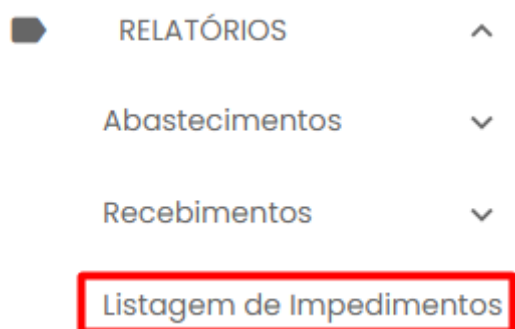 RELATÓRIOS
Abastecimentos
Recebimentos
Listagem de Impedimentos